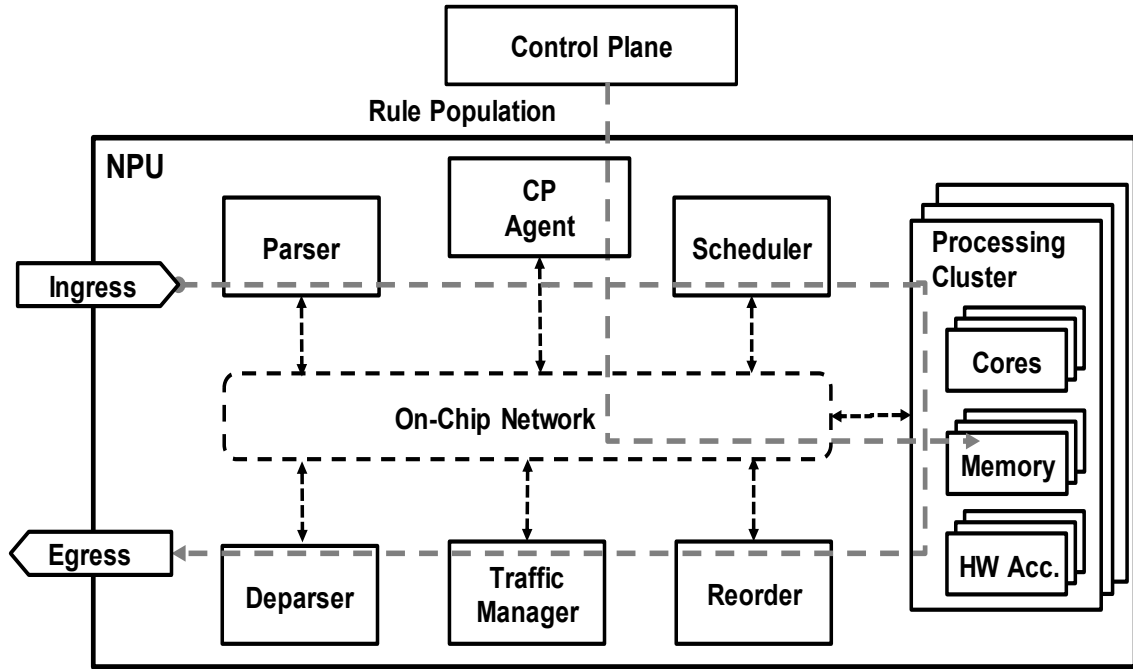 Control Plane
Rule Population
NPU
CP
Agent
Parser
Scheduler
Processing
Cluster
Ingress
Cores
On-Chip Network
Memory
Egress
HW Acc.
Deparser
Traffic
Manager
Reorder